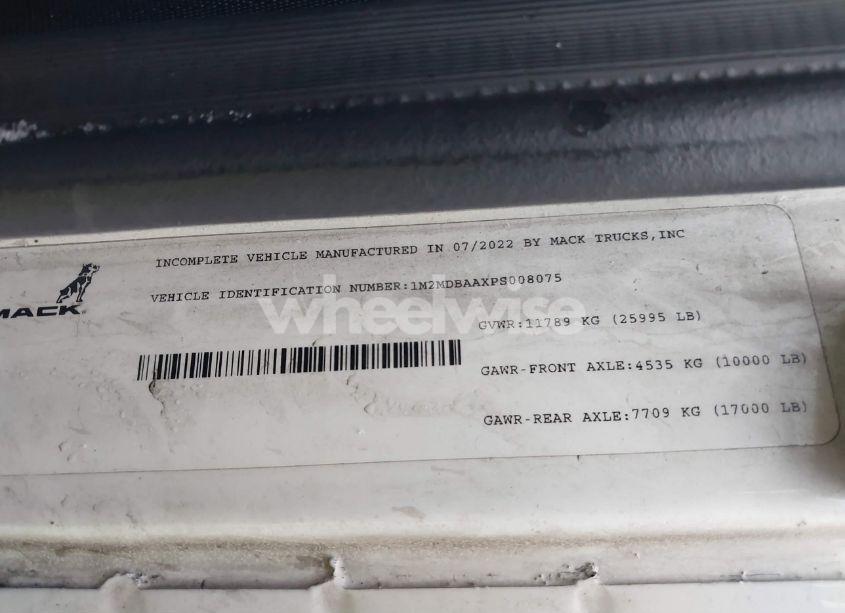 INCOMPLETE VEHICLE MANUFACTURED IN 07/2022 BY MACK TRUCKS, INC
MACK
VEHICLE IDENTIFICATION NUMBER:1M2MDBAAXPS008075
wheelwise
GVWR:11789 KG (25995 LB)
GAWR-FRONT AXLE:4535 KG (10000 LB)
GAWR-REAR AXLE:7709 KG (17000 LB)